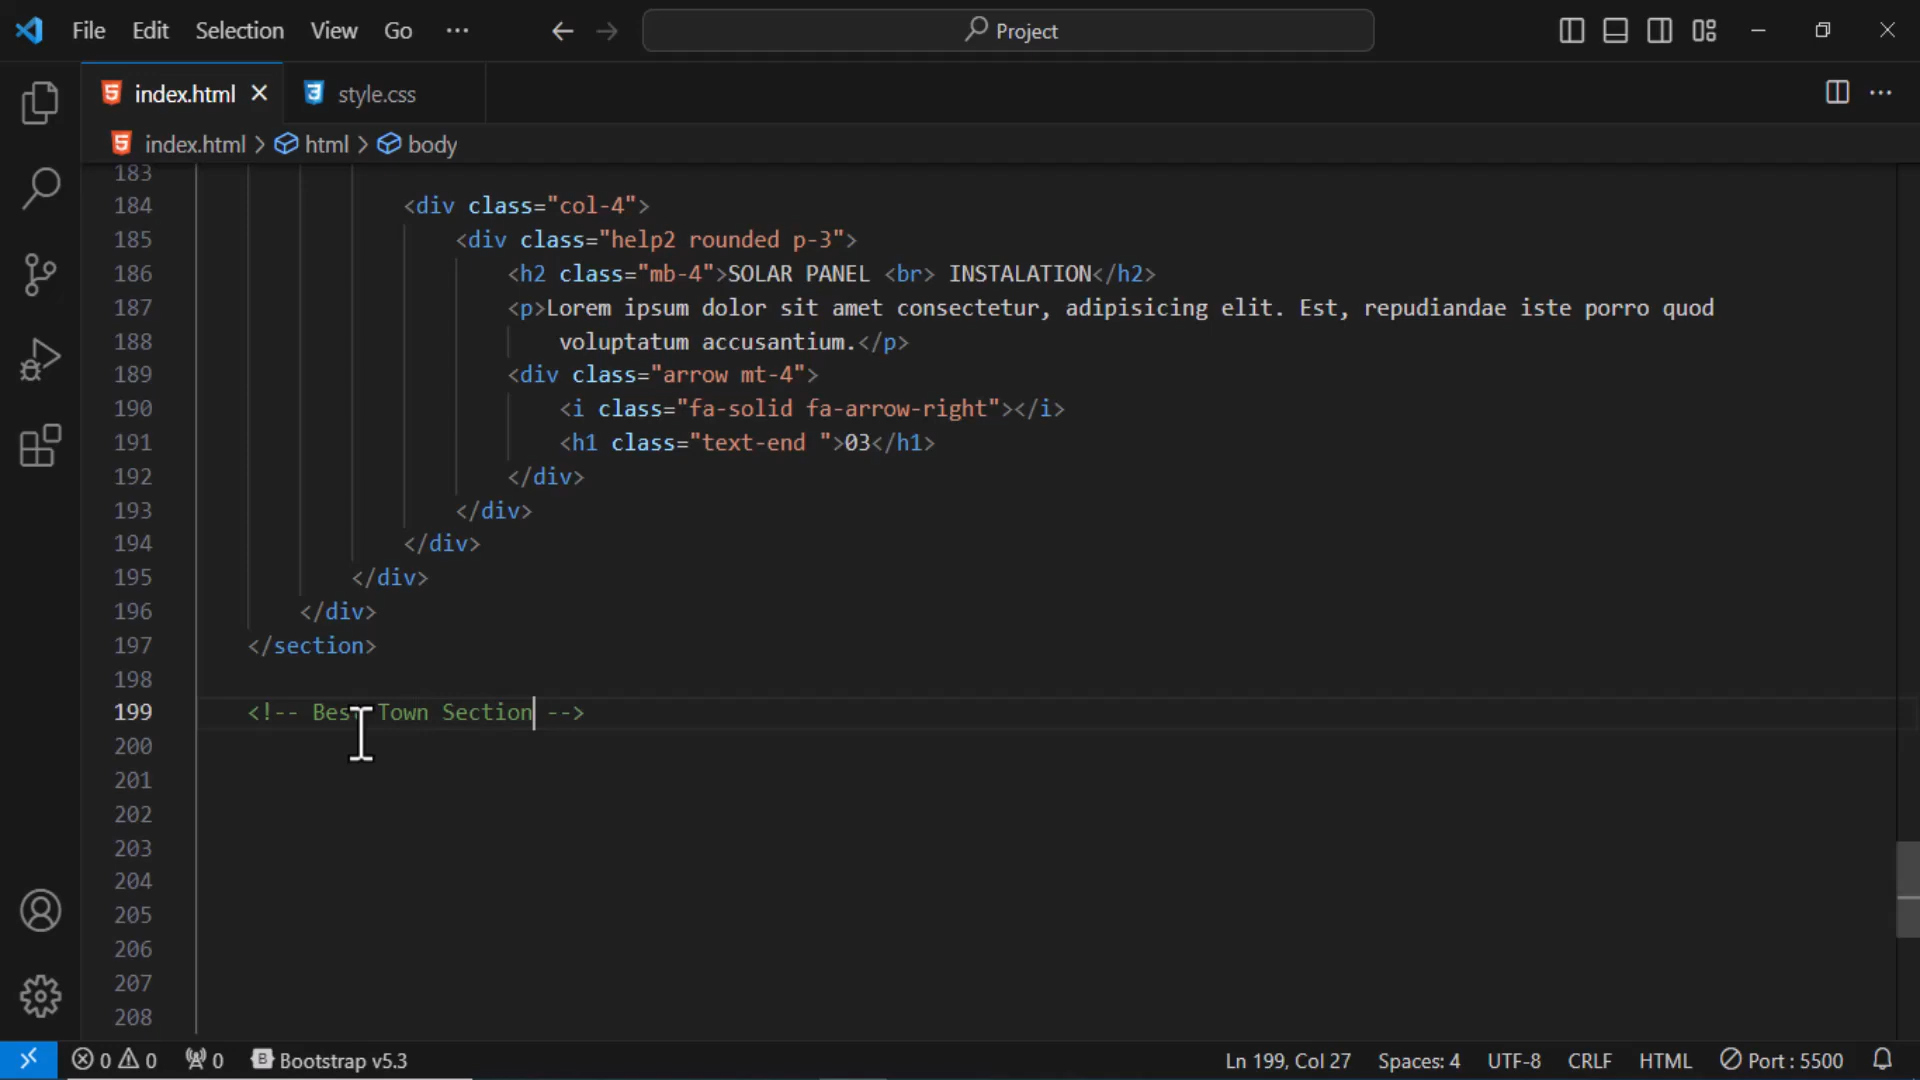 File Edit Selection View Go ··· Project
index.html style.css
index.html > html > body
183
184 <div class="col-4">
185 <div class="help2 rounded p-3">
186 <h2 class="mb-4">SOLAR PANEL <br> INSTALATION</h2>
187 <p>Lorem ipsum dolor sit amet consectetur, adipisicing elit. Est, repudiandae iste porro quod
188 voluptatum accusantium.</p>
189 <div class="arrow mt-4">
190 <i class="fa-solid fa-arrow-right"></i>
191 <h1 class="text-end ">03</h1>
192 </div>
193 </div>
194 </div>
195 </div>
196 </div>
197 </section>
198
199 <!-- Best Town Section -->
200
201
202
203
204
205
206
207
208
0 0 0 Bootstrap v5.3 Ln 199, Col 27 Spaces: 4 UTF-8 CRLF HTML Port : 5500